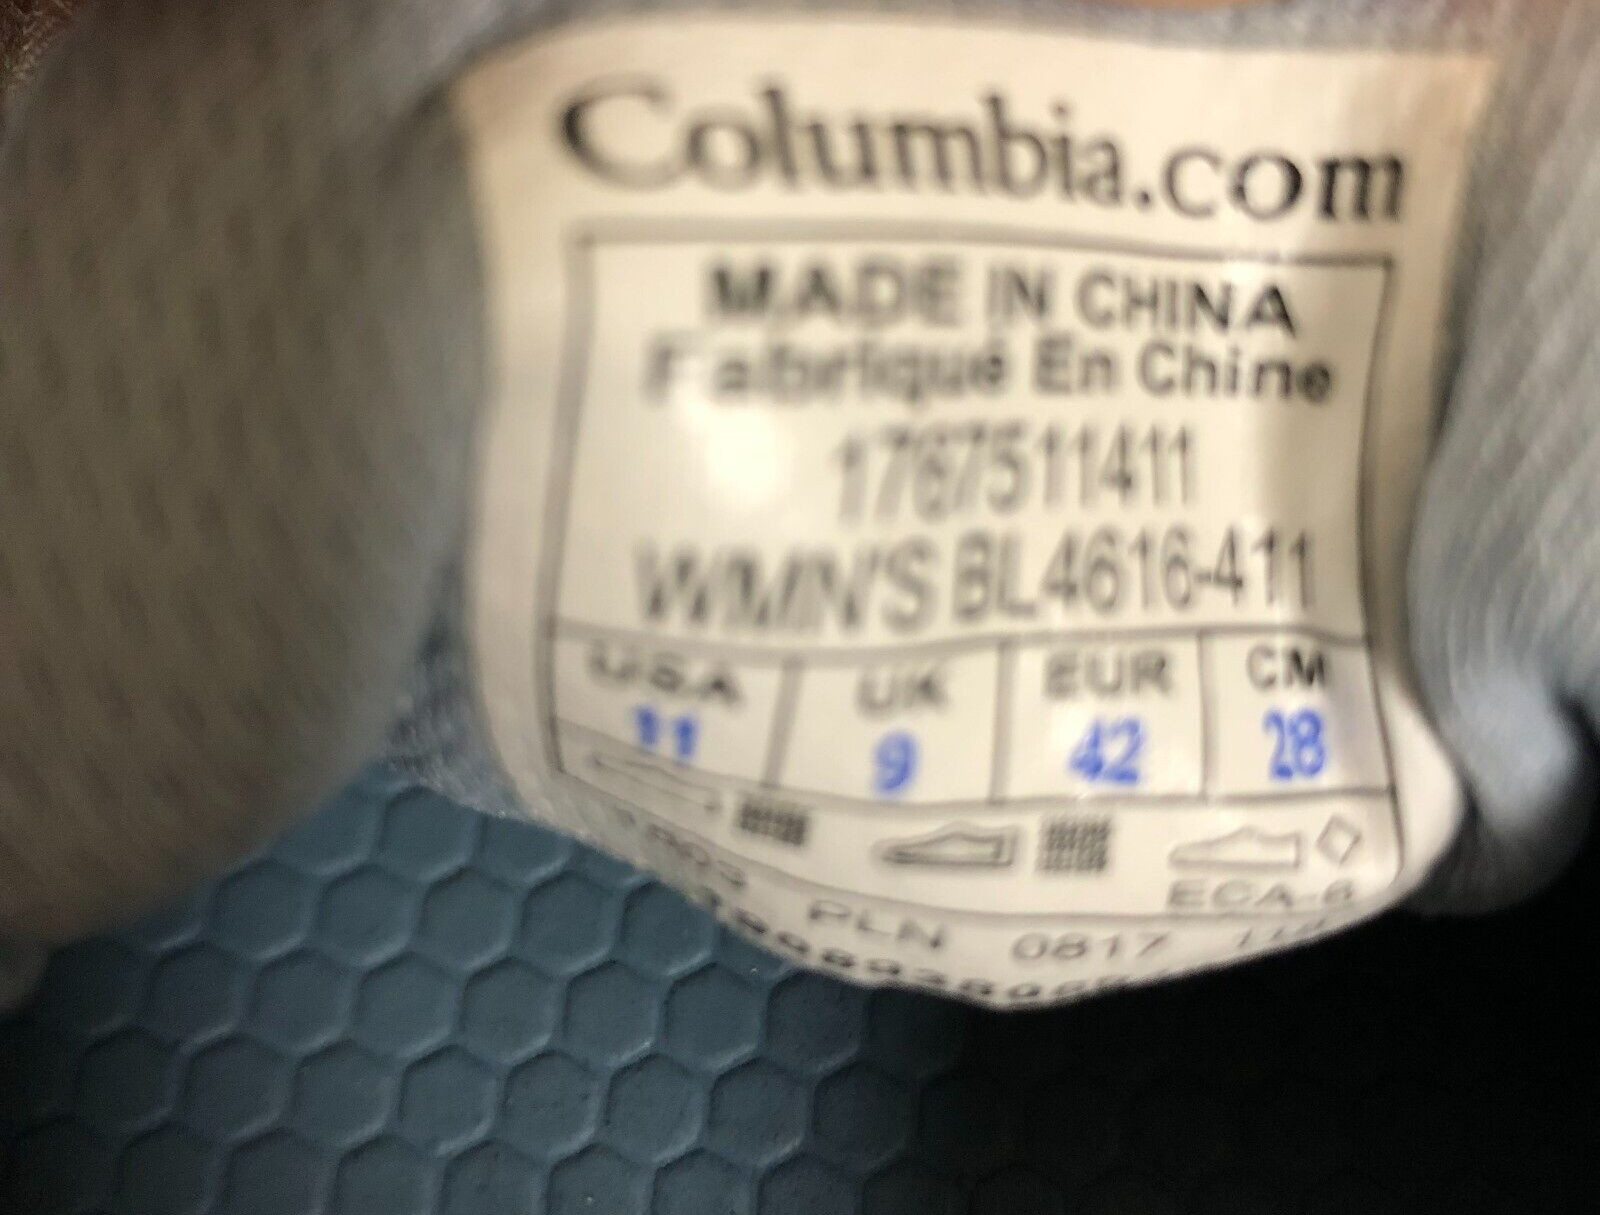 Columbia.com
MADE IN CHINA
Fabriqué En Chine
1767511411
WMN'S BL4616-411
USA UK EUR CM
11 9 42 28
ECA-6
PLN 0817